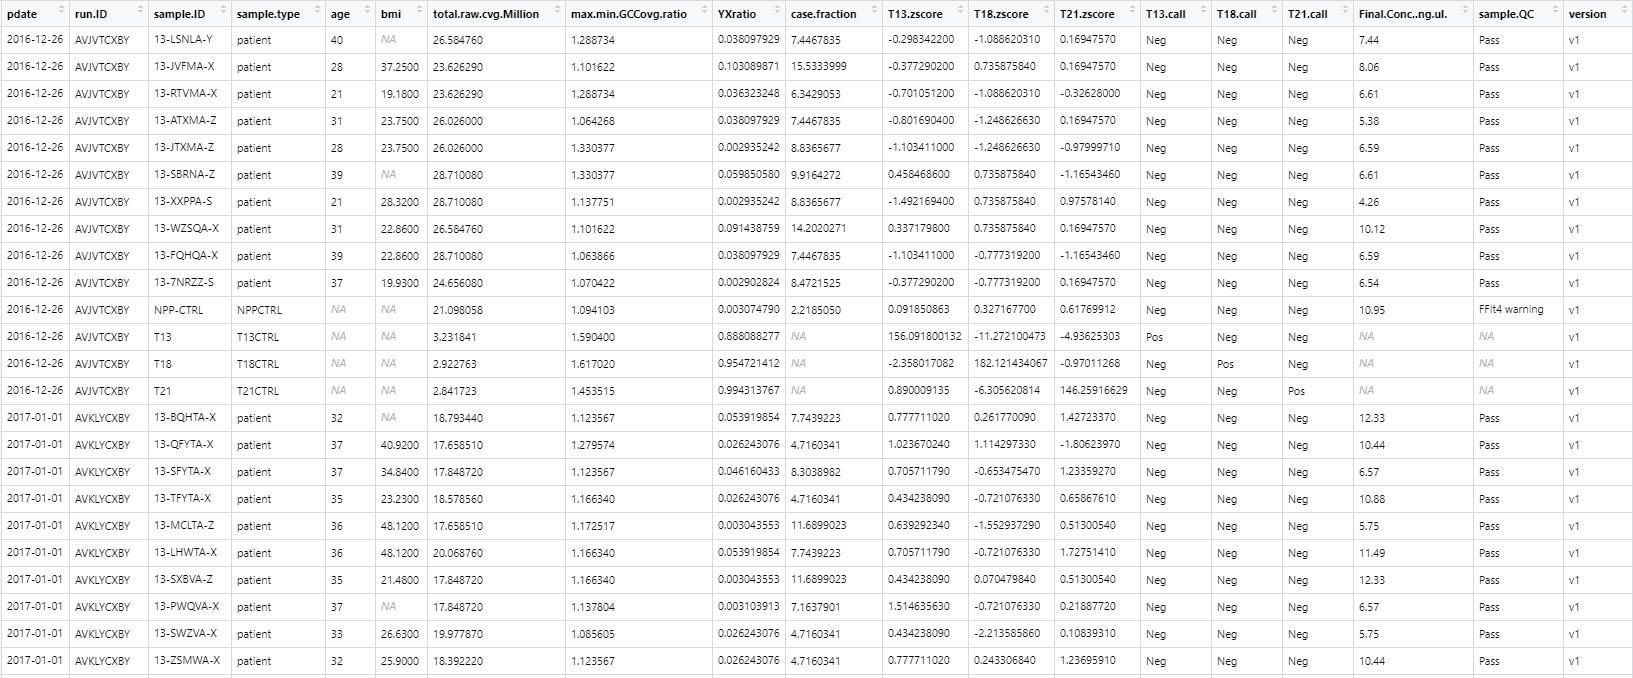 pdate run.ID sample.ID sample.type age bmi total.raw.cvg.Million max.min.GCCovg.ratio YXratio case.fraction T13.zscore T18.zscore T21.zscore T13.call T18.call T21.call Final.Conc..ng.ul. sample.QC version
2016-12-26 AVJVTCXBY 13-LSNLA-Y patient 40 NA 26.584760 1.288734 0.038097929 7.4467835 -0.298342200 -1.088620310 0.16947570 Neg Neg Neg 7.44 Pass v1
2016-12-26 AVJVTCXBY 13-JVFMA-X patient 28 37.2500 23.626290 1.101622 0.103089871 15.5333999 -0.377290200 0.735875840 0.16947570 Neg Neg Neg 8.06 Pass v1
2016-12-26 AVJVTCXBY 13-RTVMA-X patient 21 19.1800 23.626290 1.288734 0.036323248 6.3429053 -0.701051200 -1.088620310 -0.32628000 Neg Neg Neg 6.61 Pass v1
2016-12-26 AVJVTCXBY 13-ATXMA-Z patient 31 23.7500 26.026000 1.064268 0.038097929 7.4467835 -0.801690400 -1.248626630 0.16947570 Neg Neg Neg 5.38 Pass v1
2016-12-26 AVJVTCXBY 13-JTXMA-Z patient 28 23.7500 26.026000 1.330377 0.002935242 8.8365677 -1.103411000 -1.248626630 -0.97999710 Neg Neg Neg 6.59 Pass v1
2016-12-26 AVJVTCXBY 13-SBRNA-Z patient 39 NA 28.710080 1.330377 0.059850580 9.9164272 0.458468600 0.735875840 -1.16543460 Neg Neg Neg 6.61 Pass v1
2016-12-26 AVJVTCXBY 13-XXPPA-S patient 21 28.3200 28.710080 1.137751 0.002935242 8.8365677 -1.492169400 0.735875840 0.97578140 Neg Neg Neg 4.26 Pass v1
2016-12-26 AVJVTCXBY 13-WZSQA-X patient 31 22.8600 26.584760 1.101622 0.091438759 14.2020271 0.337179800 0.735875840 0.16947570 Neg Neg Neg 10.12 Pass v1
2016-12-26 AVJVTCXBY 13-FQHQA-X patient 39 22.8600 28.710080 1.063866 0.038097929 7.4467835 -1.103411000 -0.777319200 -1.16543460 Neg Neg Neg 6.59 Pass v1
2016-12-26 AVJVTCXBY 13-7NRZZ-S patient 37 19.9300 24.656080 1.070422 0.002902824 8.4721525 -0.377290200 -0.777319200 0.16947570 Neg Neg Neg 6.54 Pass v1
2016-12-26 AVJVTCXBY NPP-CTRL NPPCTRL NA NA 21.098058 1.094103 0.003074790 2.2185050 0.091850863 0.327167700 0.61769912 Neg Neg Neg 10.95 FFlt4 warning v1
2016-12-26 AVJVTCXBY T13 T13CTRL NA NA 3.231841 1.590400 0.888088277 NA 156.091800132 -11.272100473 -4.93625303 Pos Neg Neg NA NA v1
2016-12-26 AVJVTCXBY T18 T18CTRL NA NA 2.922763 1.617020 0.954721412 NA -2.358017082 182.121434067 -0.97011268 Neg Pos Neg NA NA v1
2016-12-26 AVJVTCXBY T21 T21CTRL NA NA 2.841723 1.453515 0.994313767 NA 0.890009135 -6.305620814 146.25916629 Neg Neg Pos NA NA v1
2017-01-01 AVKLYCXBY 13-BQHTA-X patient 32 NA 18.793440 1.123567 0.053919854 7.7439223 0.777711020 0.261770090 1.42723370 Neg Neg Neg 12.33 Pass v1
2017-01-01 AVKLYCXBY 13-QFYTA-X patient 37 40.9200 17.658510 1.279574 0.026243076 4.7160341 1.023670240 1.114297330 -1.80623970 Neg Neg Neg 10.44 Pass v1
2017-01-01 AVKLYCXBY 13-SFYTA-X patient 37 34.8400 17.848720 1.123567 0.046160433 8.3038982 0.705711790 -0.653475470 1.23359270 Neg Neg Neg 6.57 Pass v1
2017-01-01 AVKLYCXBY 13-TFYTA-X patient 35 23.2300 18.578560 1.166340 0.026243076 4.7160341 0.434238090 -0.721076330 0.65867610 Neg Neg Neg 10.88 Pass v1
2017-01-01 AVKLYCXBY 13-MCLTA-Z patient 36 48.1200 17.658510 1.172517 0.003043553 11.6899023 0.639292340 -1.552937290 0.51300540 Neg Neg Neg 5.75 Pass v1
2017-01-01 AVKLYCXBY 13-LHWTA-X patient 36 48.1200 20.068760 1.166340 0.053919854 7.7439223 0.705711790 -0.721076330 1.72751410 Neg Neg Neg 11.49 Pass v1
2017-01-01 AVKLYCXBY 13-SXBVA-Z patient 35 21.4800 17.848720 1.166340 0.003043553 11.6899023 0.434238090 0.070479840 0.51300540 Neg Neg Neg 12.33 Pass v1
2017-01-01 AVKLYCXBY 13-PWQVA-X patient 37 NA 17.848720 1.137804 0.003103913 7.1637901 1.514635630 -0.721076330 0.21887720 Neg Neg Neg 6.57 Pass v1
2017-01-01 AVKLYCXBY 13-SWZVA-X patient 33 26.6300 19.977870 1.085605 0.026243076 4.7160341 0.434238090 -2.213585860 0.10839310 Neg Neg Neg 5.75 Pass v1
2017-01-01 AVKLYCXBY 13-ZSMWA-X patient 32 25.9000 18.392220 1.123567 0.026243076 4.7160341 0.777711020 0.243306840 1.23695910 Neg Neg Neg 10.44 Pass v1